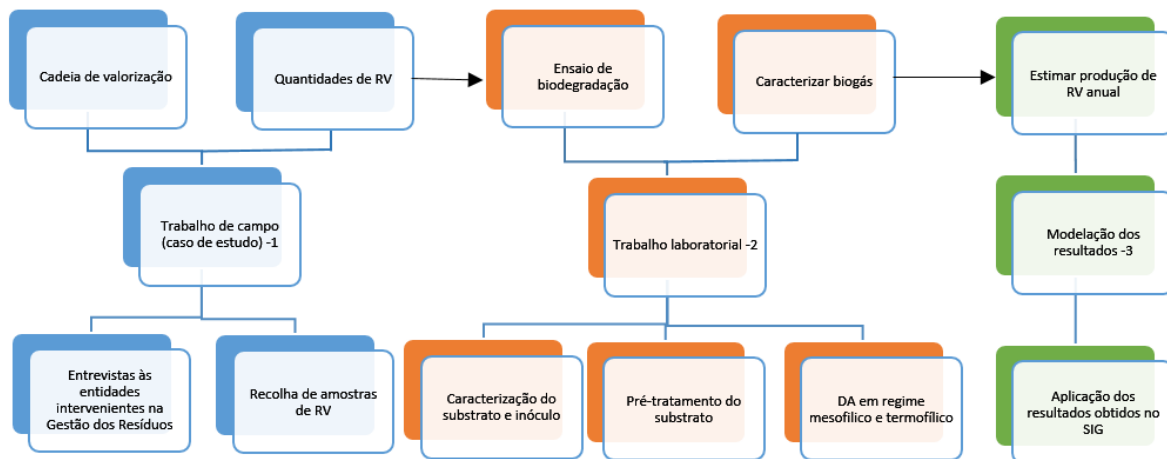 Cadeia de valorização
Quantidades de RV
Ensaio de
biodegradação
Caracterizar biogás
Estimar produção de
RV anual
Trabalho de campo
(caso de estudo) -1
Trabalho laboratorial -2
Modelação dos
resultados -3
Entrevistas às
entidades
intervenientes na
Gestão dos Resíduos
Recolha de amostras
de RV
Caracterização do
substrato e inóculo
Pré-tratamento do
substrato
DA em regime
mesofilico e termofílico
Aplicação dos
resultados obtidos no
SIG